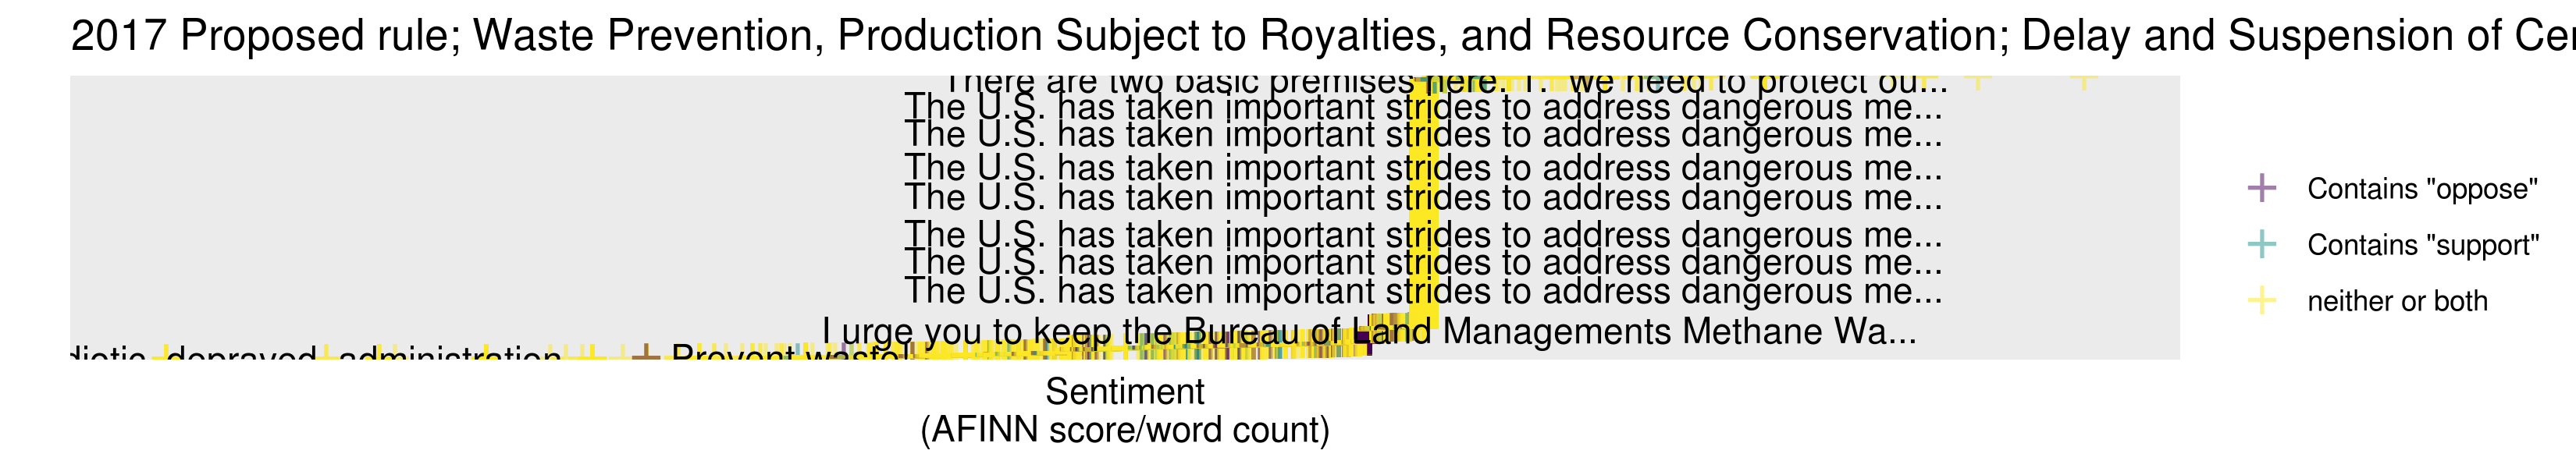 2017 Proposed rule; Waste Prevention, Production Subject to Royalties, and Resource Conservation; Delay and Suspension of Cer
There are two basic premises here. 1. we need to protect ou...
The U.S. has taken important strides to address dangerous me...
The U.S. has taken important strides to address dangerous me...
The U.S. has taken important strides to address dangerous me...
The U.S. has taken important strides to address dangerous me...
The U.S. has taken important strides to address dangerous me...
The U.S. has taken important strides to address dangerous me...
The U.S. has taken important strides to address dangerous me...
I urge you to keep the Bureau of Land Managements Methane Wa...
depraved administration Prevent
Sentiment
(AFINN score/word count)
Contains "oppose"
Contains "support"
neither or both